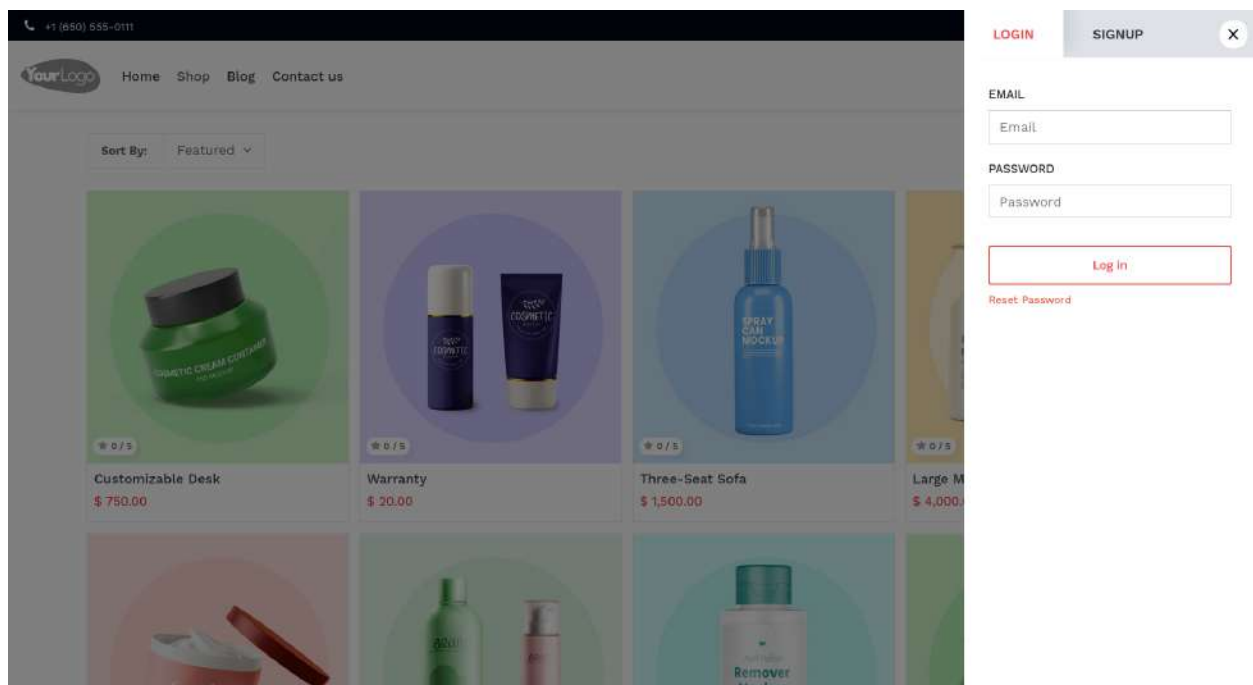 +1 (650) 555-0111
YourLogo Home Shop Blog Contact us
Sort By: Featured
COSMETIC CREAM CONTAINER
COSMETIC
COSMETIC
SPRAY
CAN
MOCKUP
0 / 5
0 / 5
0 / 5
0 / 5
Customizable Desk
$ 750.00
Warranty
$ 20.00
Three-Seat Sofa
$ 1,500.00
Large M
$ 4,000.
Remover
LOGIN SIGNUP X
EMAIL
Email
PASSWORD
Password
Log in
Reset Password